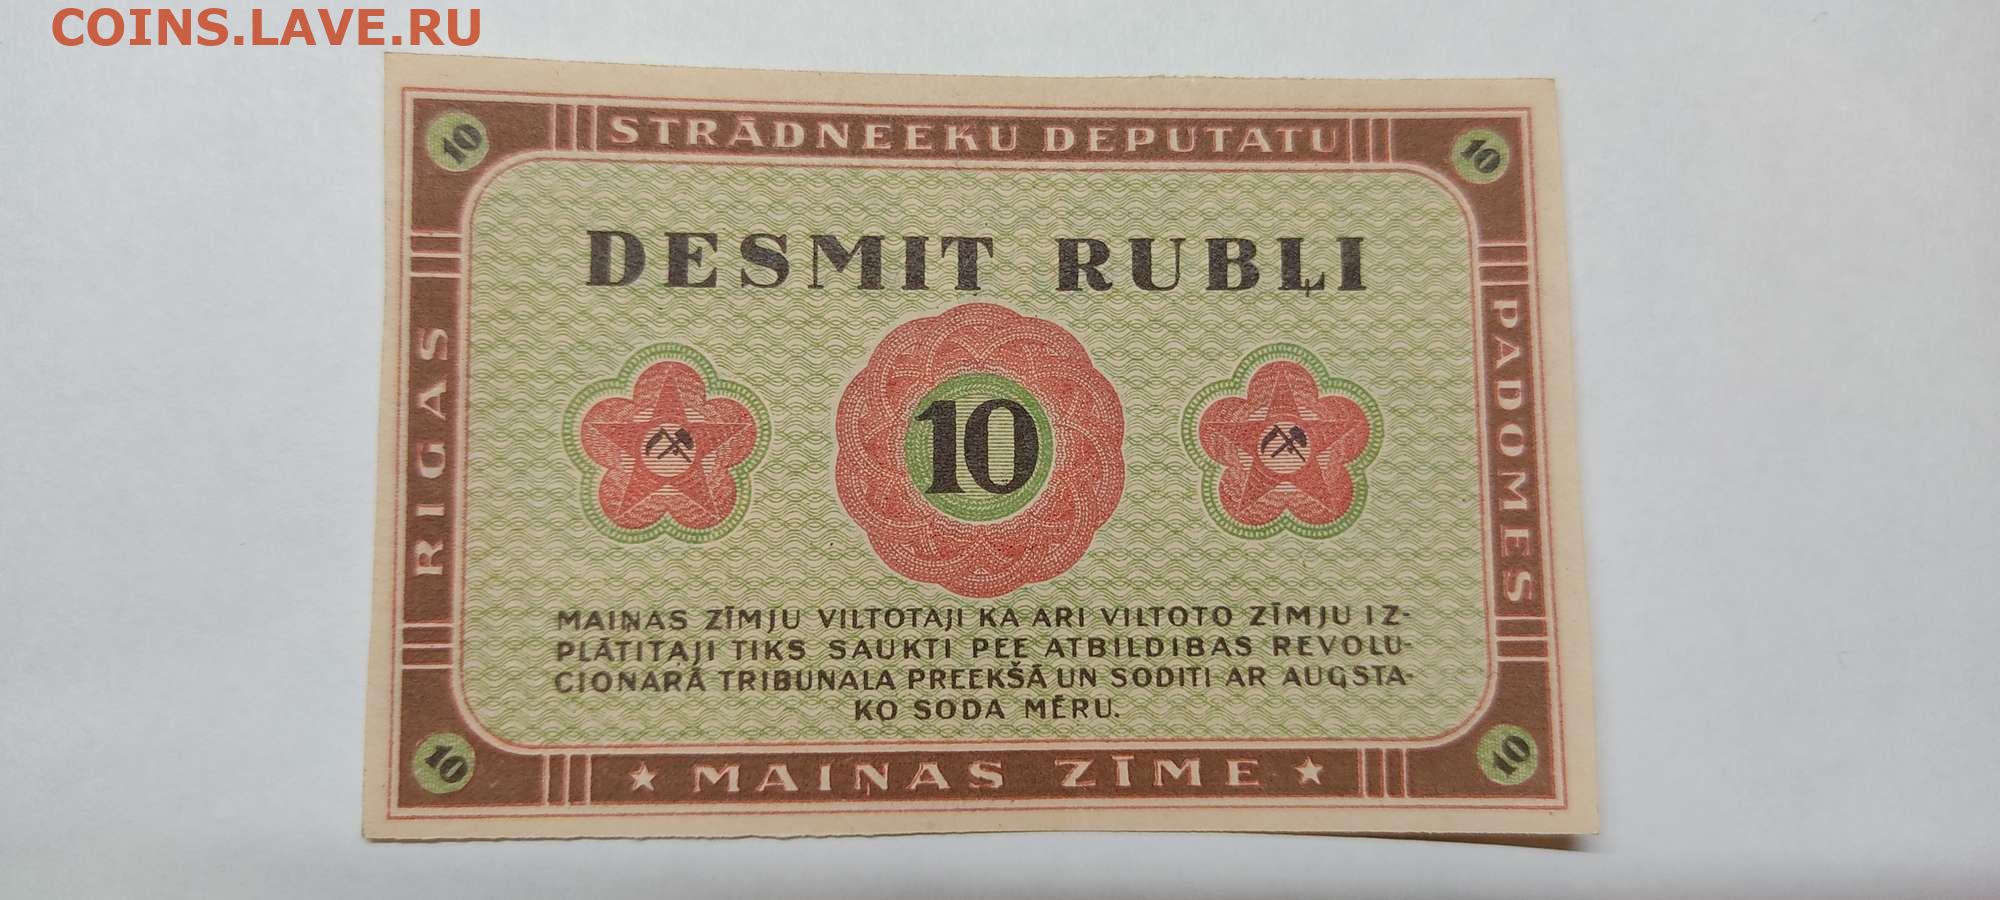 COINS.LAVE.RU
STRĀDNEEKU DEPUTATU
10
10
DESMIT RUBĻI
RIGAS
PADOMES
10
MAIŅAS ZĪMJU VILTOTAJI KA ARI VILTOTO ZĪMJU IZ-
PLĀTITAJI TIKS SAUKTI PEE ATBILDIBAS REVOLU-
CIONARĀ TRIBUNALA PREEKŠĀ UN SODITI AR AUGSTA-
KO SODA MĒRU.
10
10
★ MAIŅAS ZĪME ★